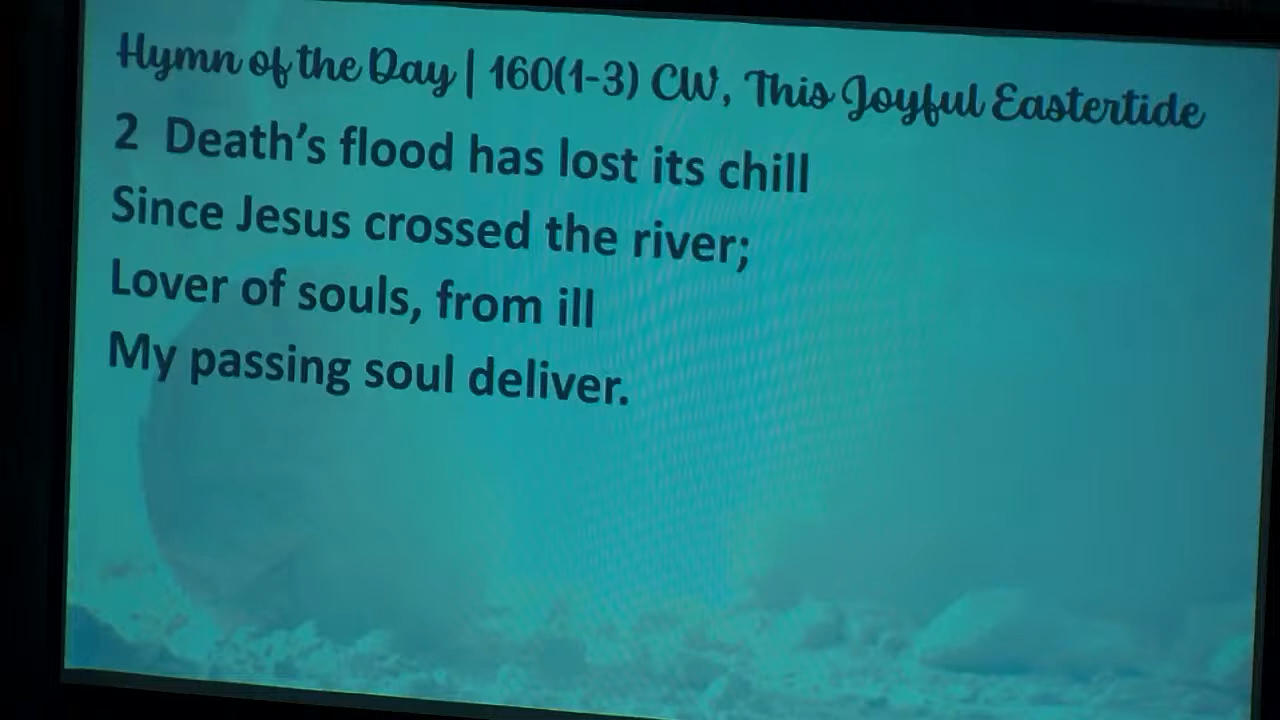 Hymn of the Day | 160(1-3) CW, This Joyful Eastertide
2 Death's flood has lost its chill
Since Jesus crossed the river;
Lover of souls, from ill
My passing soul deliver.